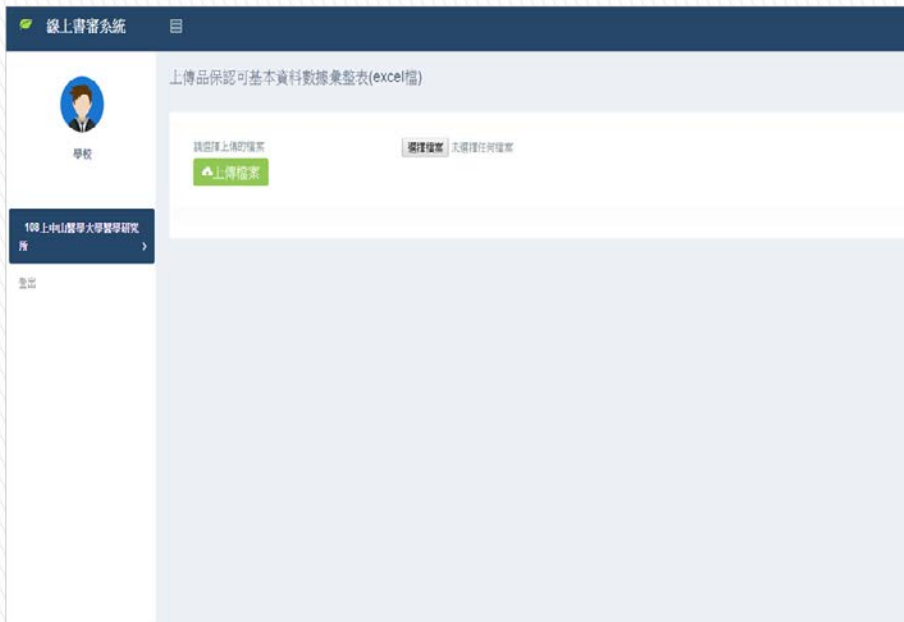 線上書審系統
上傳品保認可基本資料數據彙整表(excel檔)
學校
請選擇上傳的檔案
選擇檔案 未選擇任何檔案
上傳檔案
108上中山醫學大學醫學研究
所
登出